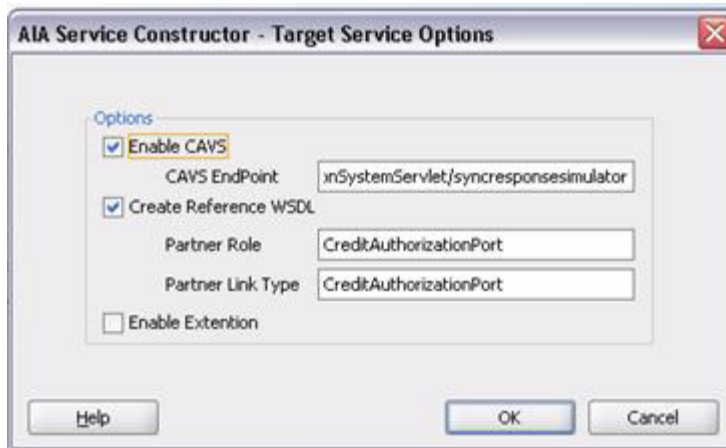 AIA Service Constructor - Target Service Options
Options
Enable CAVS
CAVS EndPoint nSystemServlet/syncresponsesimulator
Create Reference WSDL
Partner Role CreditAuthorizationPort
Partner Link Type CreditAuthorizationPort
Enable Extention
Help OK Cancel